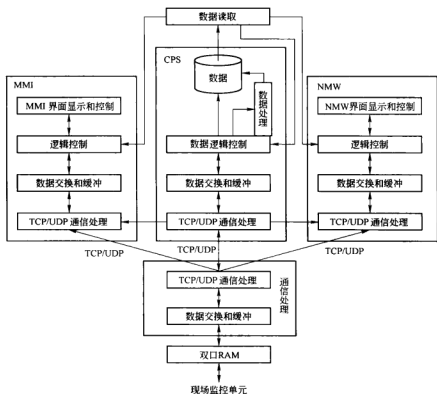 数据读取
CPS
MMI
NMW
数据
数据处理
MMI 界面显示和控制
NMW界面显示和控制
逻辑控制
数据逻辑控制
逻辑控制
数据交换和缓冲
数据交换和缓冲
数据交换和缓冲
TCP/UDP 通信处理
TCP/UDP 通信处理
TCP/UDP 通信处理
TCP/UDP
TCP/UDP
TCP/UDP
TCP/UDP 通信处理
通信处理
数据交换和缓冲
双口RAM
现场监控单元